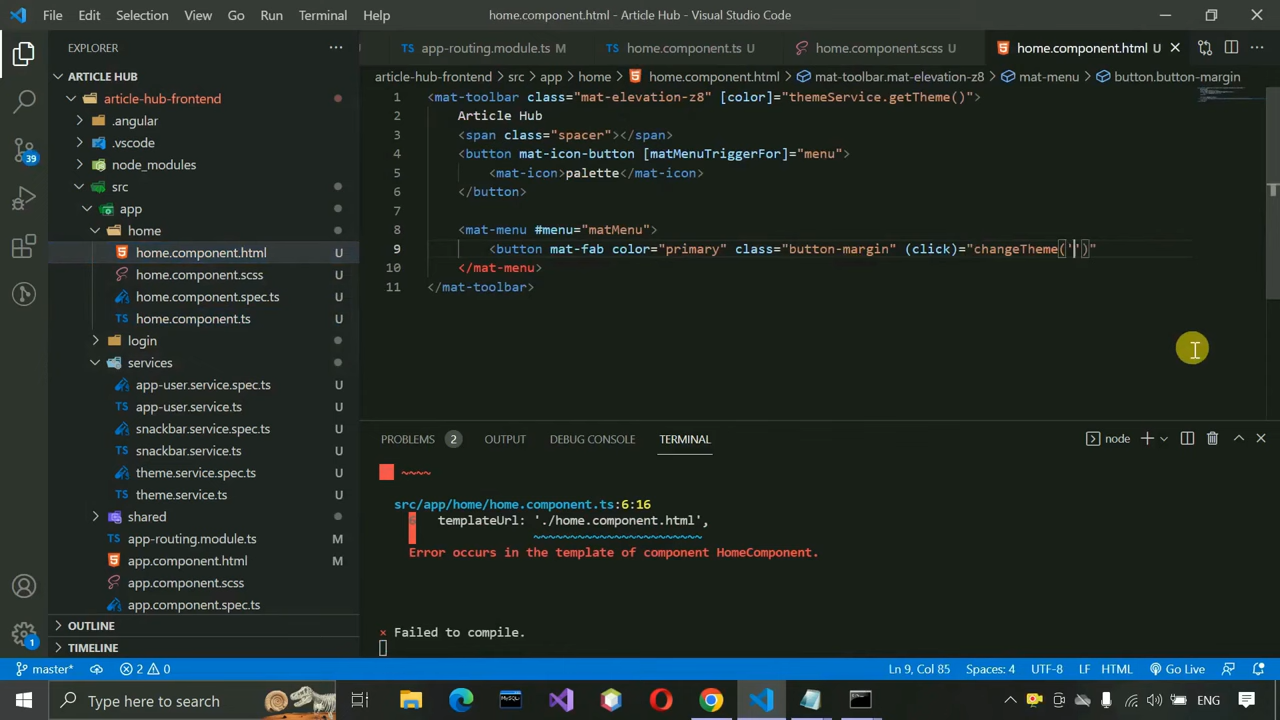 File Edit Selection View Go Run Terminal Help home.component.html - Article Hub - Visual Studio Code
EXPLORER
ARTICLE HUB
article-hub-frontend
.angular
.vscode
node_modules
src
app
home
home.component.html U
home.component.scss U
home.component.spec.ts U
home.component.ts U
login
services
app-user.service.spec.ts U
app-user.service.ts U
snackbar.service.spec.ts U
snackbar.service.ts U
theme.service.spec.ts U
theme.service.ts U
shared
app-routing.module.ts M
app.component.html M
app.component.scss
app.component.spec.ts
OUTLINE
TIMELINE
39
1
TS app-routing.module.ts M TS home.component.ts U home.component.scss U home.component.html U
article-hub-frontend > src > app > home > home.component.html > mat-toolbar.mat-elevation-z8 > mat-menu > button.button-margin
1 <mat-toolbar class="mat-elevation-z8" [color]="themeService.getTheme()">
2 Article Hub
3 <span class="spacer"></span>
4 <button mat-icon-button [matMenuTriggerFor]="menu">
5 <mat-icon>palette</mat-icon>
6 </button>
7
8 <mat-menu #menu="matMenu">
9 <button mat-fab color="primary" class="button-margin" (click)="changeTheme('')"
10 </mat-menu>
11 </mat-toolbar>
PROBLEMS 2 OUTPUT DEBUG CONSOLE TERMINAL node
~~~~
src/app/home/home.component.ts:6:16
templateUrl: './home.component.html',
~~~~~~~~~~~~~~~~~~~~~~~
Error occurs in the template of component HomeComponent.
× Failed to compile.
master* 2 0 Ln 9, Col 85 Spaces: 4 UTF-8 LF HTML Go Live
Type here to search ENG